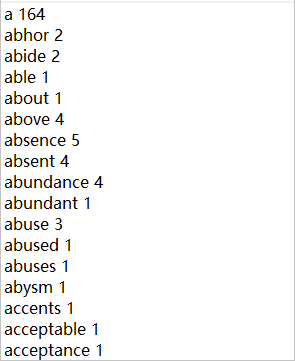 a 164
abhor 2
abide 2
able 1
about 1
above 4
absence 5
absent 4
abundance 4
abundant 1
abuse 3
abused 1
abuses 1
abysm 1
accents 1
acceptable 1
acceptance 1